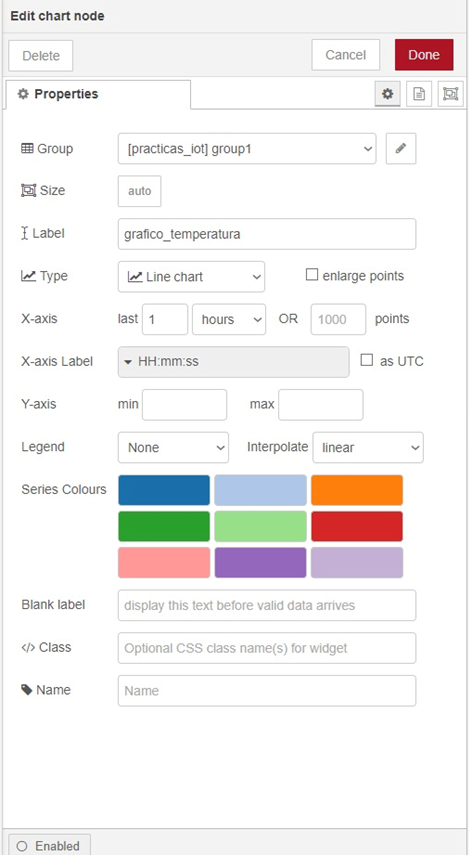 Edit chart node
Delete Cancel Done
Properties
Group [practicas_iot] group1
Size auto
Label grafico_temperatura
Type Line chart enlarge points
X-axis last 1 hours OR 1000 points
X-axis Label HH:mm:ss as UTC
Y-axis min max
Legend None Interpolate linear
Series Colours
Blank label display this text before valid data arrives
</> Class Optional CSS class name(s) for widget
Name Name
Enabled